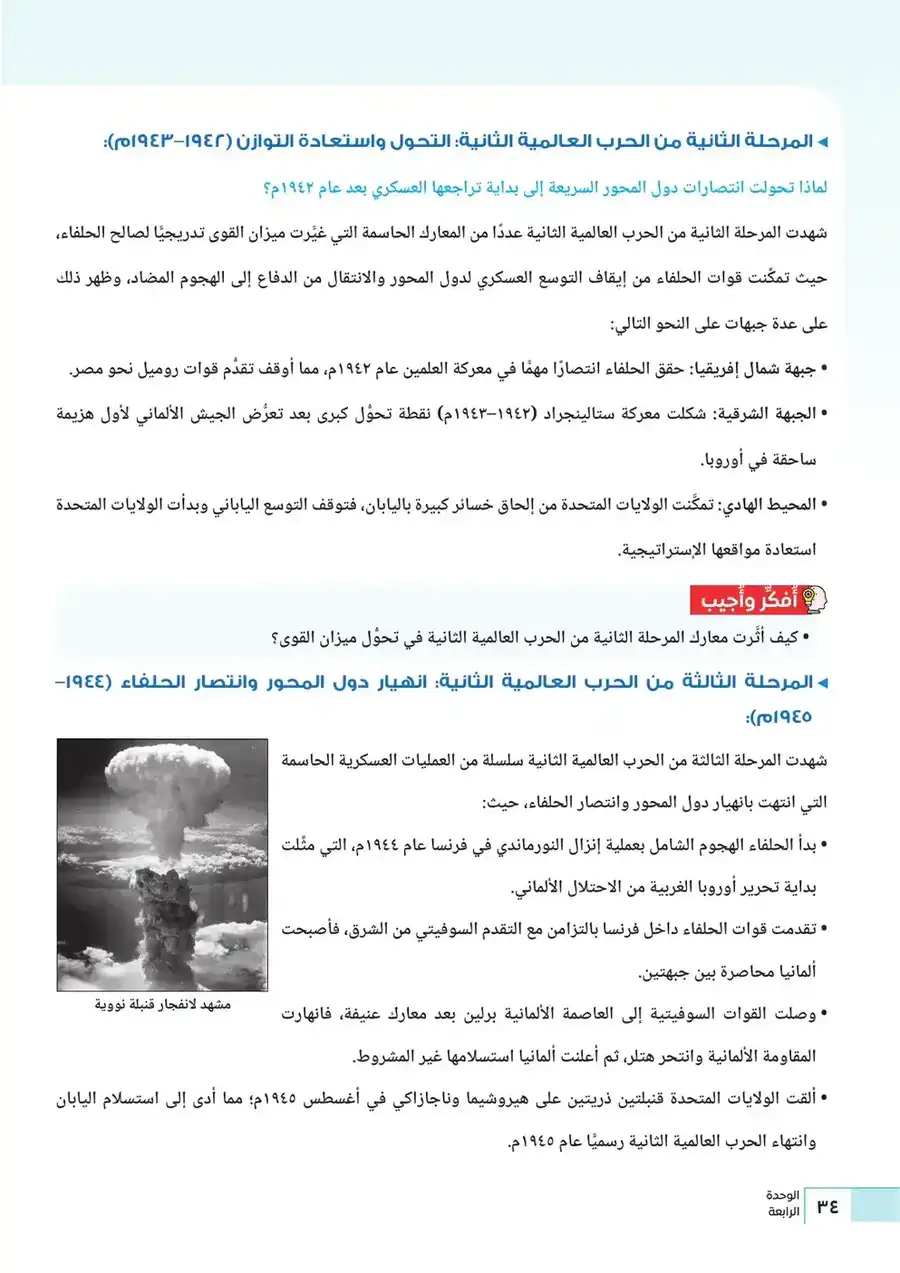 ◂ المرحلة الثانية من الحرب العالمية الثانية: التحول واستعادة التوازن (١٩٤٢–١٩٤٣م):
لماذا تحولت انتصارات دول المحور السريعة إلى بداية تراجعها العسكري بعد عام ١٩٤٢م؟
شهدت المرحلة الثانية من الحرب العالمية الثانية عددًا من المعارك الحاسمة التي غيَّرت ميزان القوى تدريجيًّا لصالح الحلفاء،
حيث تمكَّنت قوات الحلفاء من إيقاف التوسع العسكري لدول المحور والانتقال من الدفاع إلى الهجوم المضاد، وظهر ذلك
على عدة جبهات على النحو التالي:
• جبهة شمال إفريقيا: حقق الحلفاء انتصارًا مهمًّا في معركة العلمين عام ١٩٤٢م، مما أوقف تقدُّم قوات روميل نحو مصر.
• الجبهة الشرقية: شكلت معركة ستالينجراد (١٩٤٢–١٩٤٣م) نقطة تحوُّل كبرى بعد تعرُّض الجيش الألماني لأول هزيمة
ساحقة في أوروبا.
• المحيط الهادي: تمكَّنت الولايات المتحدة من إلحاق خسائر كبيرة باليابان، فتوقف التوسع الياباني وبدأت الولايات المتحدة
استعادة مواقعها الإستراتيجية.
أفكِّر وأجيب
• كيف أثَّرت معارك المرحلة الثانية من الحرب العالمية الثانية في تحوُّل ميزان القوى؟
◂ المرحلة الثالثة من الحرب العالمية الثانية: انهيار دول المحور وانتصار الحلفاء (١٩٤٤–
١٩٤٥م):
شهدت المرحلة الثالثة من الحرب العالمية الثانية سلسلة من العمليات العسكرية الحاسمة
التي انتهت بانهيار دول المحور وانتصار الحلفاء، حيث:
• بدأ الحلفاء الهجوم الشامل بعملية إنزال النورماندي في فرنسا عام ١٩٤٤م، التي مثَّلت
بداية تحرير أوروبا الغربية من الاحتلال الألماني.
• تقدمت قوات الحلفاء داخل فرنسا بالتزامن مع التقدم السوفيتي من الشرق، فأصبحت
ألمانيا محاصرة بين جبهتين.
• وصلت القوات السوفيتية إلى العاصمة الألمانية برلين بعد معارك عنيفة، فانهارت
المقاومة الألمانية وانتحر هتلر، ثم أعلنت ألمانيا استسلامها غير المشروط.
مشهد لانفجار قنبلة نووية
• ألقت الولايات المتحدة قنبلتين ذريتين على هيروشيما وناجازاكي في أغسطس ١٩٤٥م؛ مما أدى إلى استسلام اليابان
وانتهاء الحرب العالمية الثانية رسميًّا عام ١٩٤٥م.
٣٤
الوحدة
الرابعة